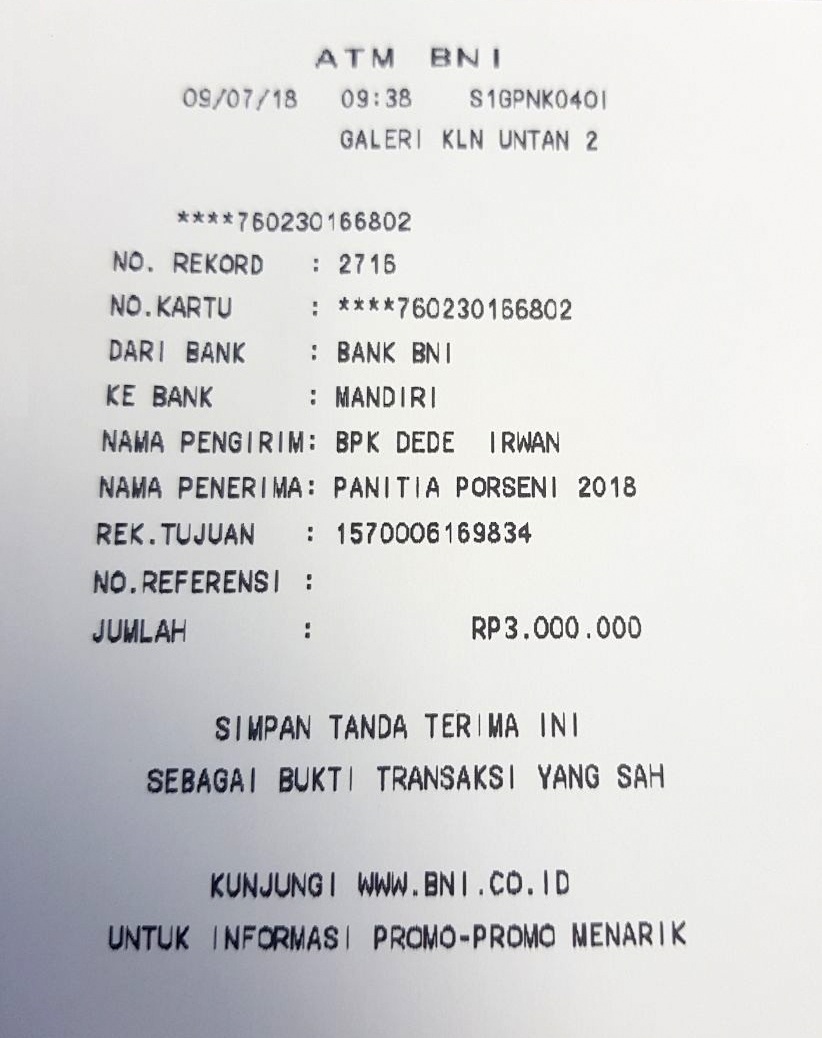 ATM BNI
09/07/18 09:38 S1GPNK040I
GALERI KLN UNTAN 2
****760230166802
NO. REKORD : 2716
NO.KARTU : ****760230166802
DARI BANK : BANK BNI
KE BANK : MANDIRI
NAMA PENGIRIM: BPK DEDE IRWAN
NAMA PENERIMA: PANITIA PORSENI 2018
REK.TUJUAN : 1570006169834
NO.REFERENSI :
JUMLAH : RP3.000.000
SIMPAN TANDA TERIMA INI
SEBAGAI BUKTI TRANSAKSI YANG SAH
KUNJUNGI WWW.BNI.CO.ID
UNTUK INFORMASI PROMO-PROMO MENARIK